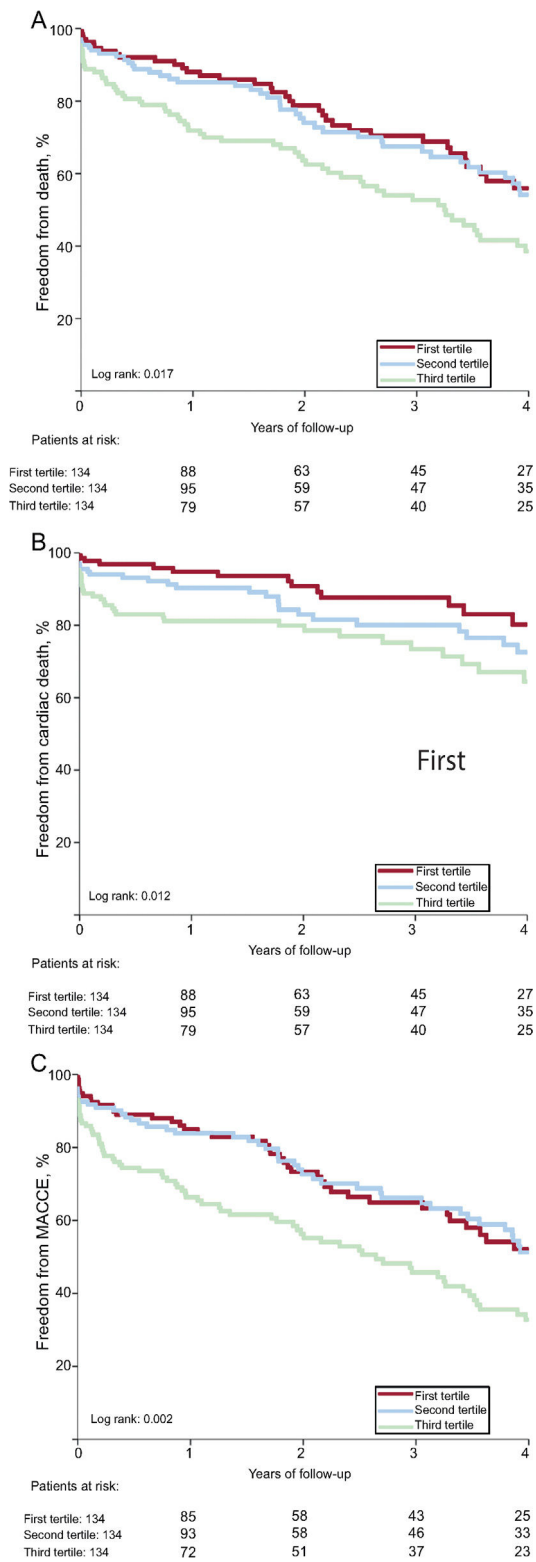 A
100
80
60
40
20
Freedom from death, %
First tertile
Second tertile
Third tertile
Log rank: 0.017
0 1 2 3 4
Years of follow-up
Patients at risk:
First tertile: 134 88 63 45 27
Second tertile: 134 95 59 47 35
Third tertile: 134 79 57 40 25
B
100
80
60
40
20
Freedom from cardiac death, %
First
First tertile
Second tertile
Third tertile
Log rank: 0.012
0 1 2 3 4
Years of follow-up
Patients at risk:
First tertile: 134 88 63 45 27
Second tertile: 134 95 59 47 35
Third tertile: 134 79 57 40 25
C
100
80
60
40
20
Freedom from MACCE, %
First tertile
Second tertile
Third tertile
Log rank: 0.002
0 1 2 3 4
Years of follow-up
Patients at risk:
First tertile: 134 85 58 43 25
Second tertile: 134 93 58 46 33
Third tertile: 134 72 51 37 23